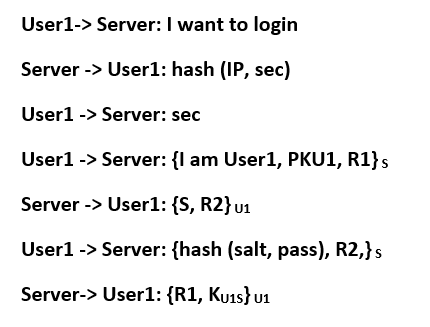 User1-> Server: I want to login
Server -> User1: hash (IP, sec)
User1 -> Server: sec
User1 -> Server: {I am User1, PKU1, R1} s
Server -> User1: {S, R2} U1
User1 -> Server: {hash (salt, pass), R2,} s
Server-> User1: {R1, KU1S} U1